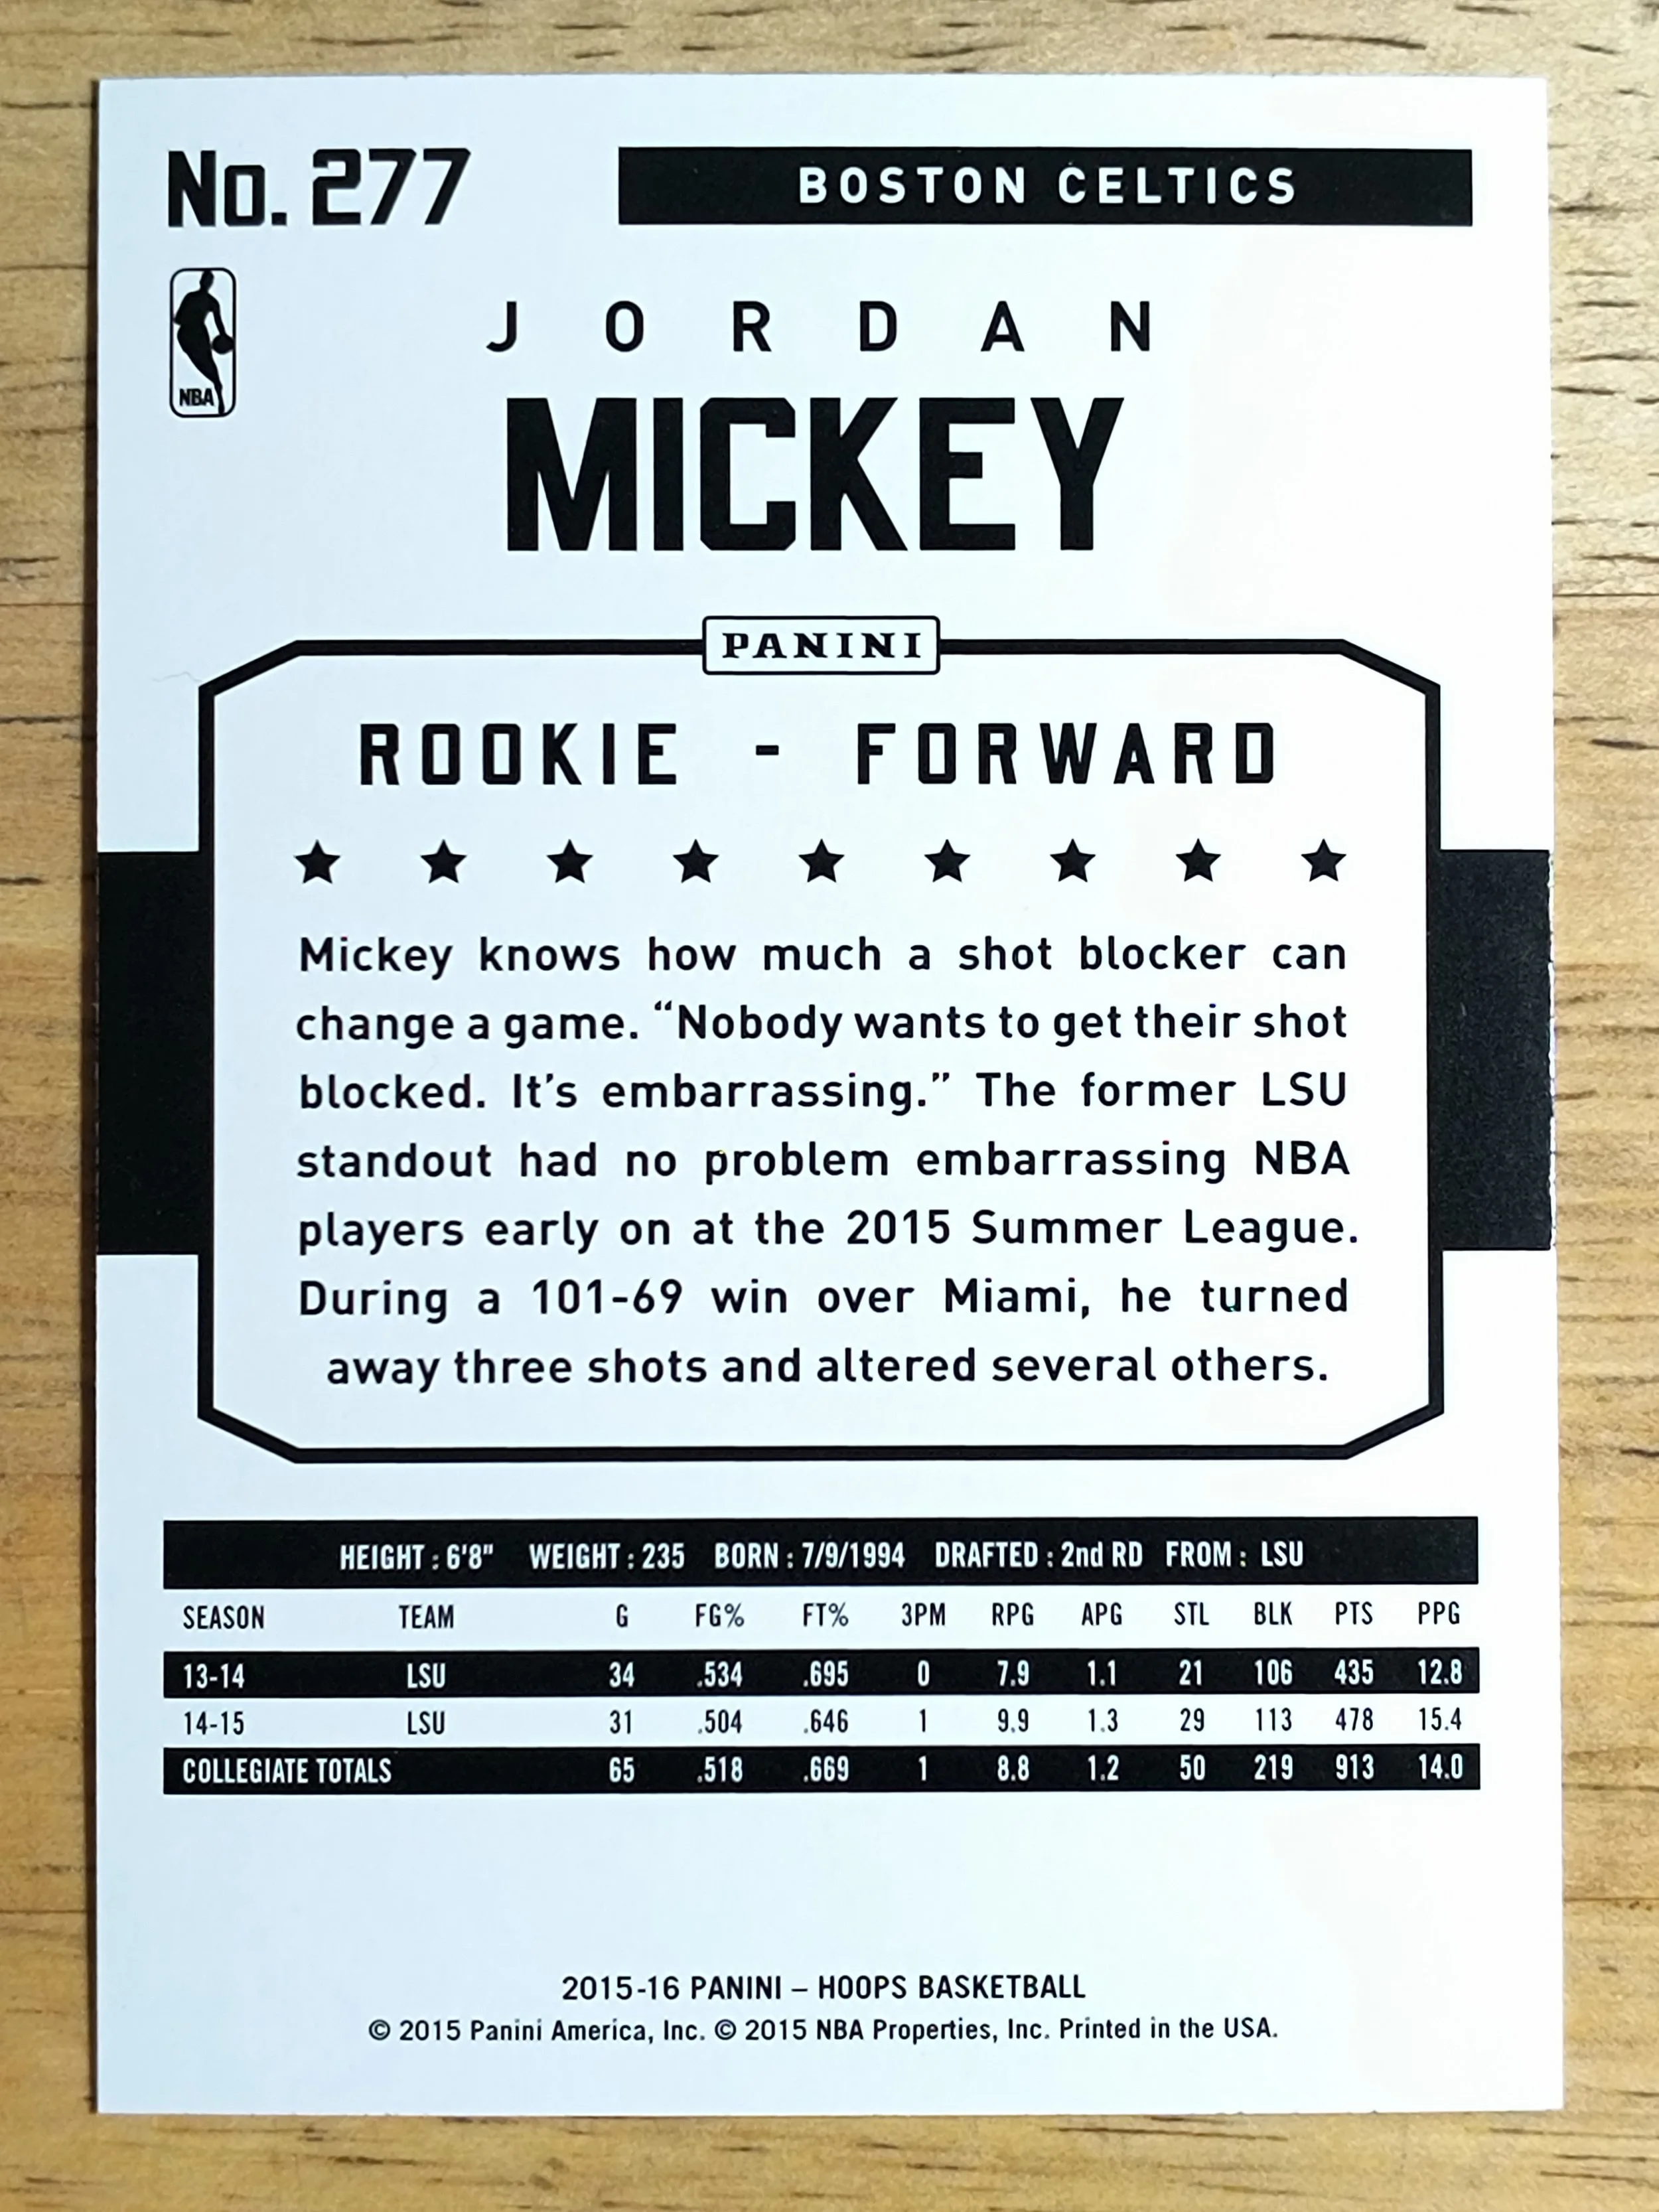 No. 277
BOSTON CELTICS
NBA
JORDAN
MICKEY
PANINI
ROOKIE - FORWARD
Mickey knows how much a shot blocker can
change a game. “Nobody wants to get their shot
blocked. It’s embarrassing.” The former LSU
standout had no problem embarrassing NBA
players early on at the 2015 Summer League.
During a 101-69 win over Miami, he turned
away three shots and altered several others.
HEIGHT : 6'8" WEIGHT : 235 BORN : 7/9/1994 DRAFTED : 2nd RD FROM : LSU
SEASON TEAM G FG% FT% 3PM RPG APG STL BLK PTS PPG
13-14 LSU 34 .534 .695 0 7.9 1.1 21 106 435 12.8
14-15 LSU 31 .504 .646 1 9.9 1.3 29 113 478 15.4
COLLEGIATE TOTALS 65 .518 .669 1 8.8 1.2 50 219 913 14.0
2015-16 PANINI – HOOPS BASKETBALL
© 2015 Panini America, Inc. © 2015 NBA Properties, Inc. Printed in the USA.